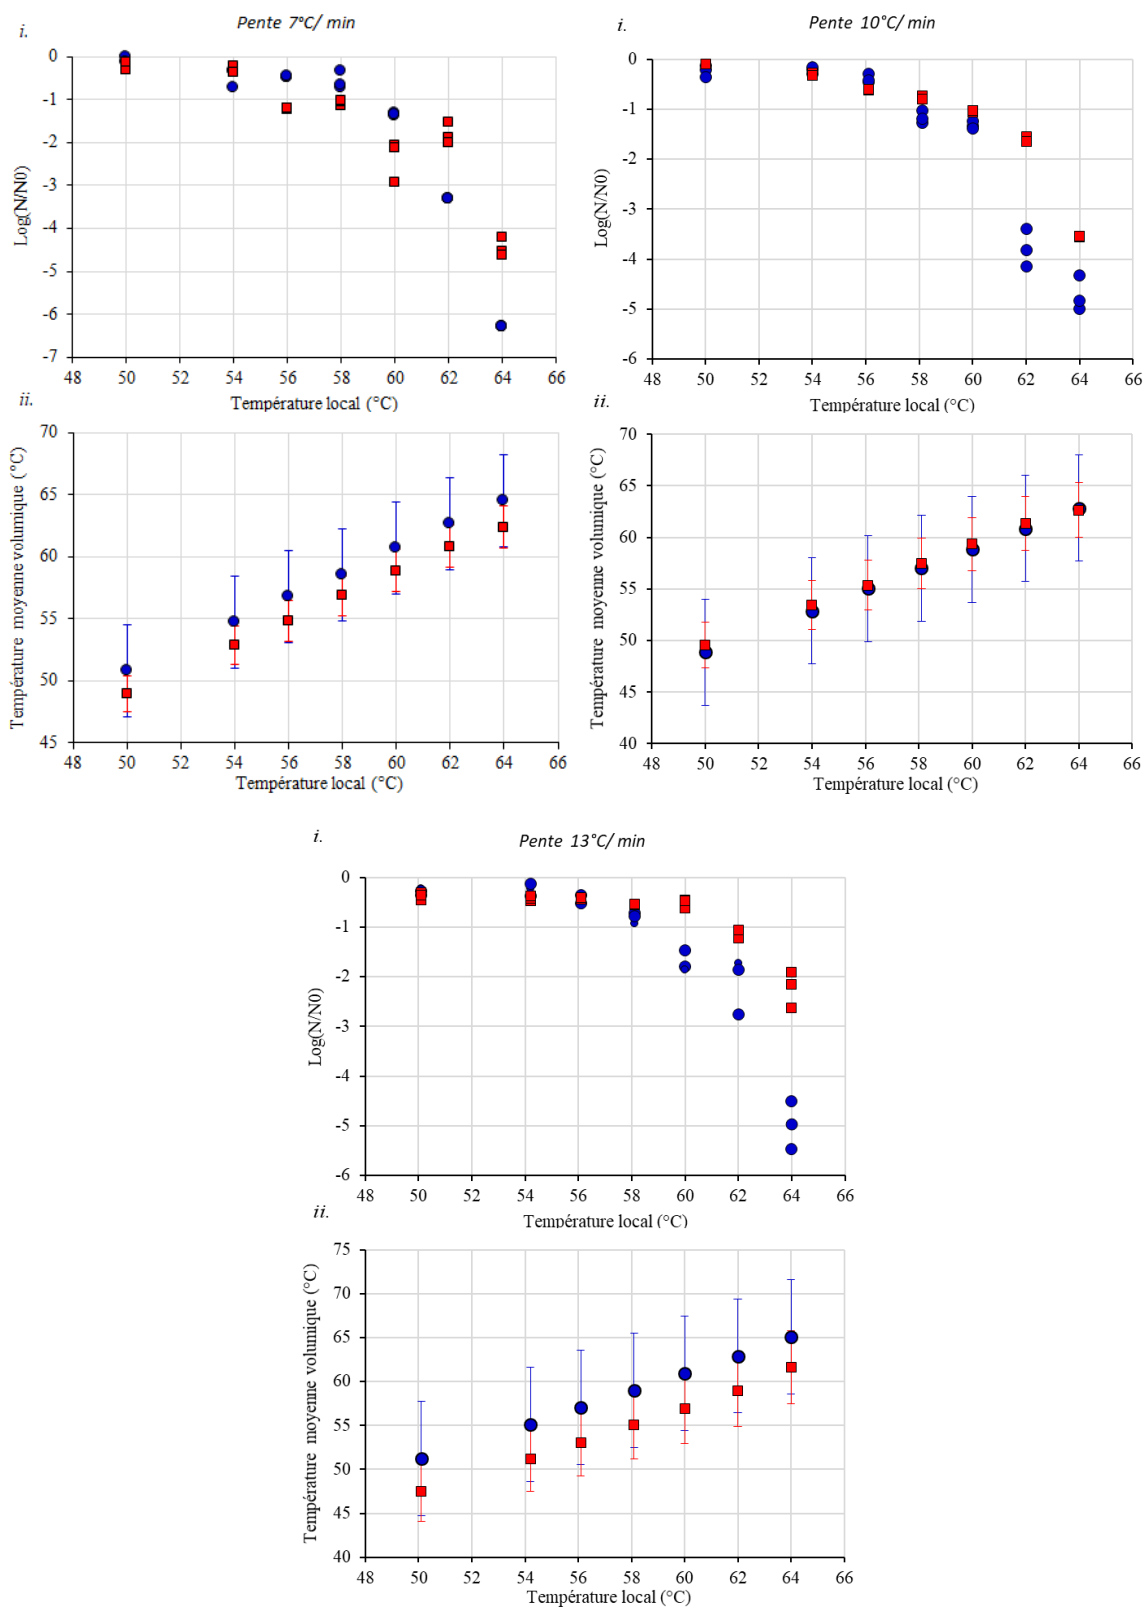 i.
Pente 7°C/ min
0
-1
-2
-3
-4
-5
-6
-7
Log(N/N0)
48 50 52 54 56 58 60 62 64 66
Température local (°C)
ii.
70
65
60
55
50
45
Température moyenne volumique (°C)
48 50 52 54 56 58 60 62 64 66
Température local (°C)
i.
Pente 10°C/ min
0
-1
-2
-3
-4
-5
-6
Log(N/N0)
48 50 52 54 56 58 60 62 64 66
Température local (°C)
ii.
70
65
60
55
50
45
40
Température moyenne volumique (°C)
48 50 52 54 56 58 60 62 64 66
Température local (°C)
i.
Pente 13°C/ min
0
-1
-2
-3
-4
-5
-6
Log(N/N0)
48 50 52 54 56 58 60 62 64 66
Température local (°C)
ii.
75
70
65
60
55
50
45
40
Température moyenne volumique (°C)
48 50 52 54 56 58 60 62 64 66
Température local (°C)